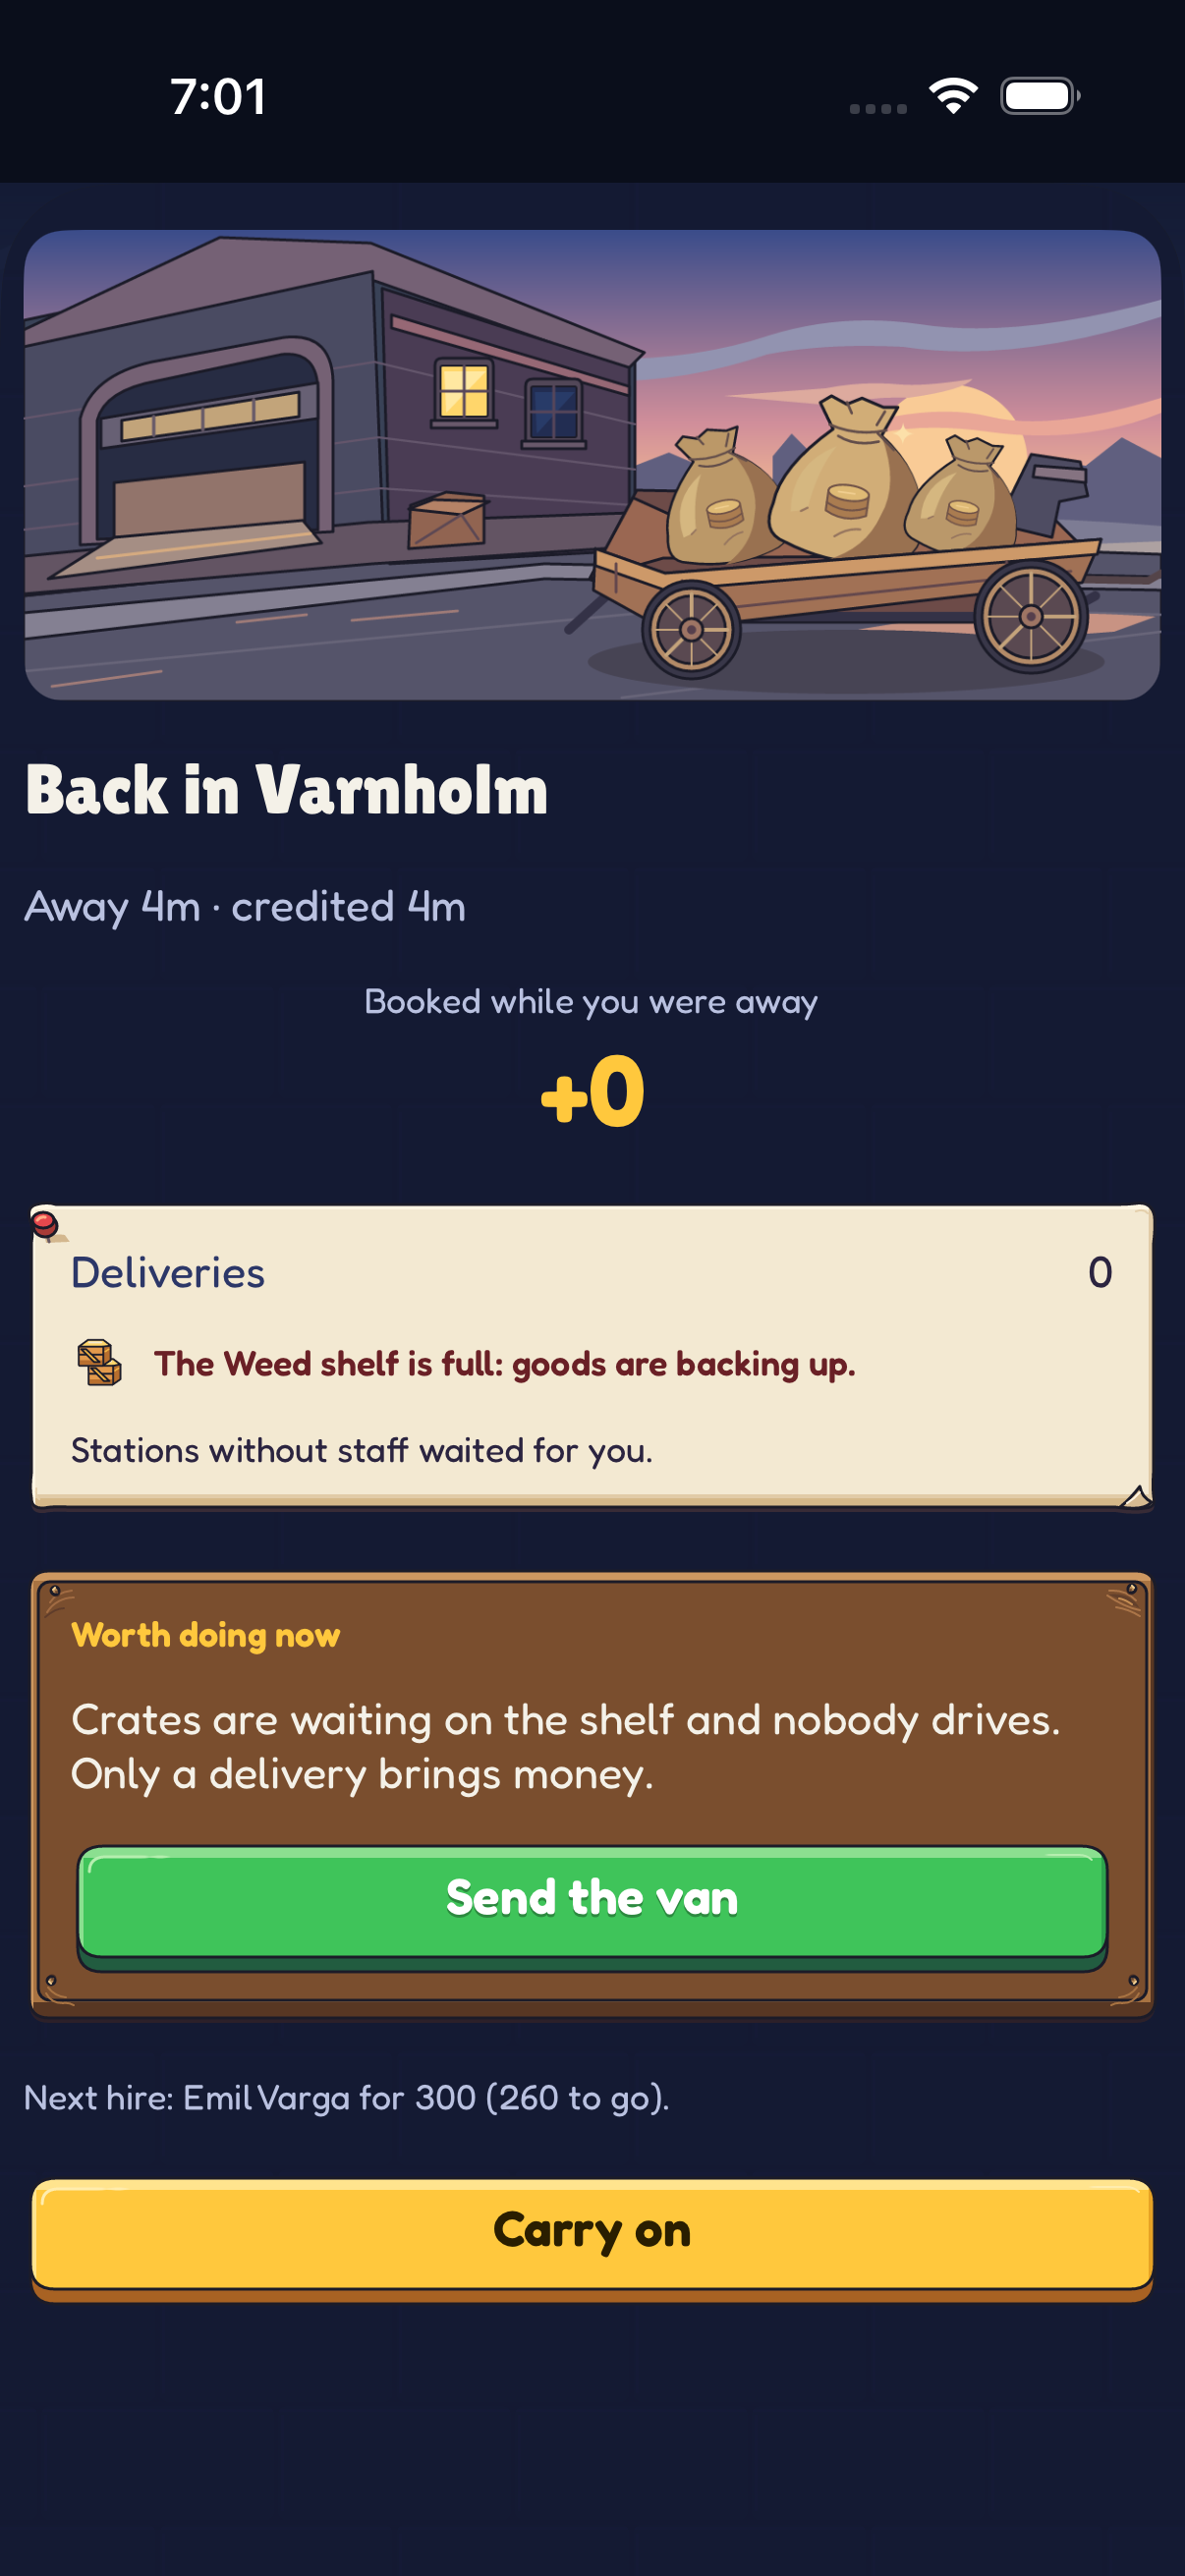 7:01
Back in Varnholm
Away 4m · credited 4m
Booked while you were away
+0
Deliveries 0
The Weed shelf is full: goods are backing up.
Stations without staff waited for you.
Worth doing now
Crates are waiting on the shelf and nobody drives.
Only a delivery brings money.
Send the van
Next hire: Emil Varga for 300 (260 to go).
Carry on